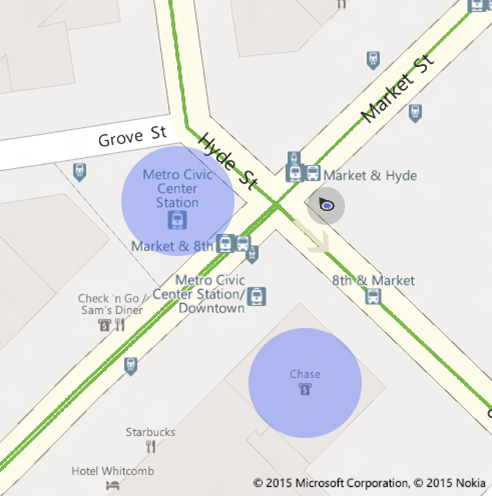 Market St
Grove St
Hyde St
Metro Civic
Center
Station
Market & Hyde
Market & 8th
Metro Civic
Center Station/
Downtown
8th & Market
Check 'n Go /
Sam's Diner
Chase
Starbucks
Hotel Whitcomb
© 2015 Microsoft Corporation, © 2015 Nokia